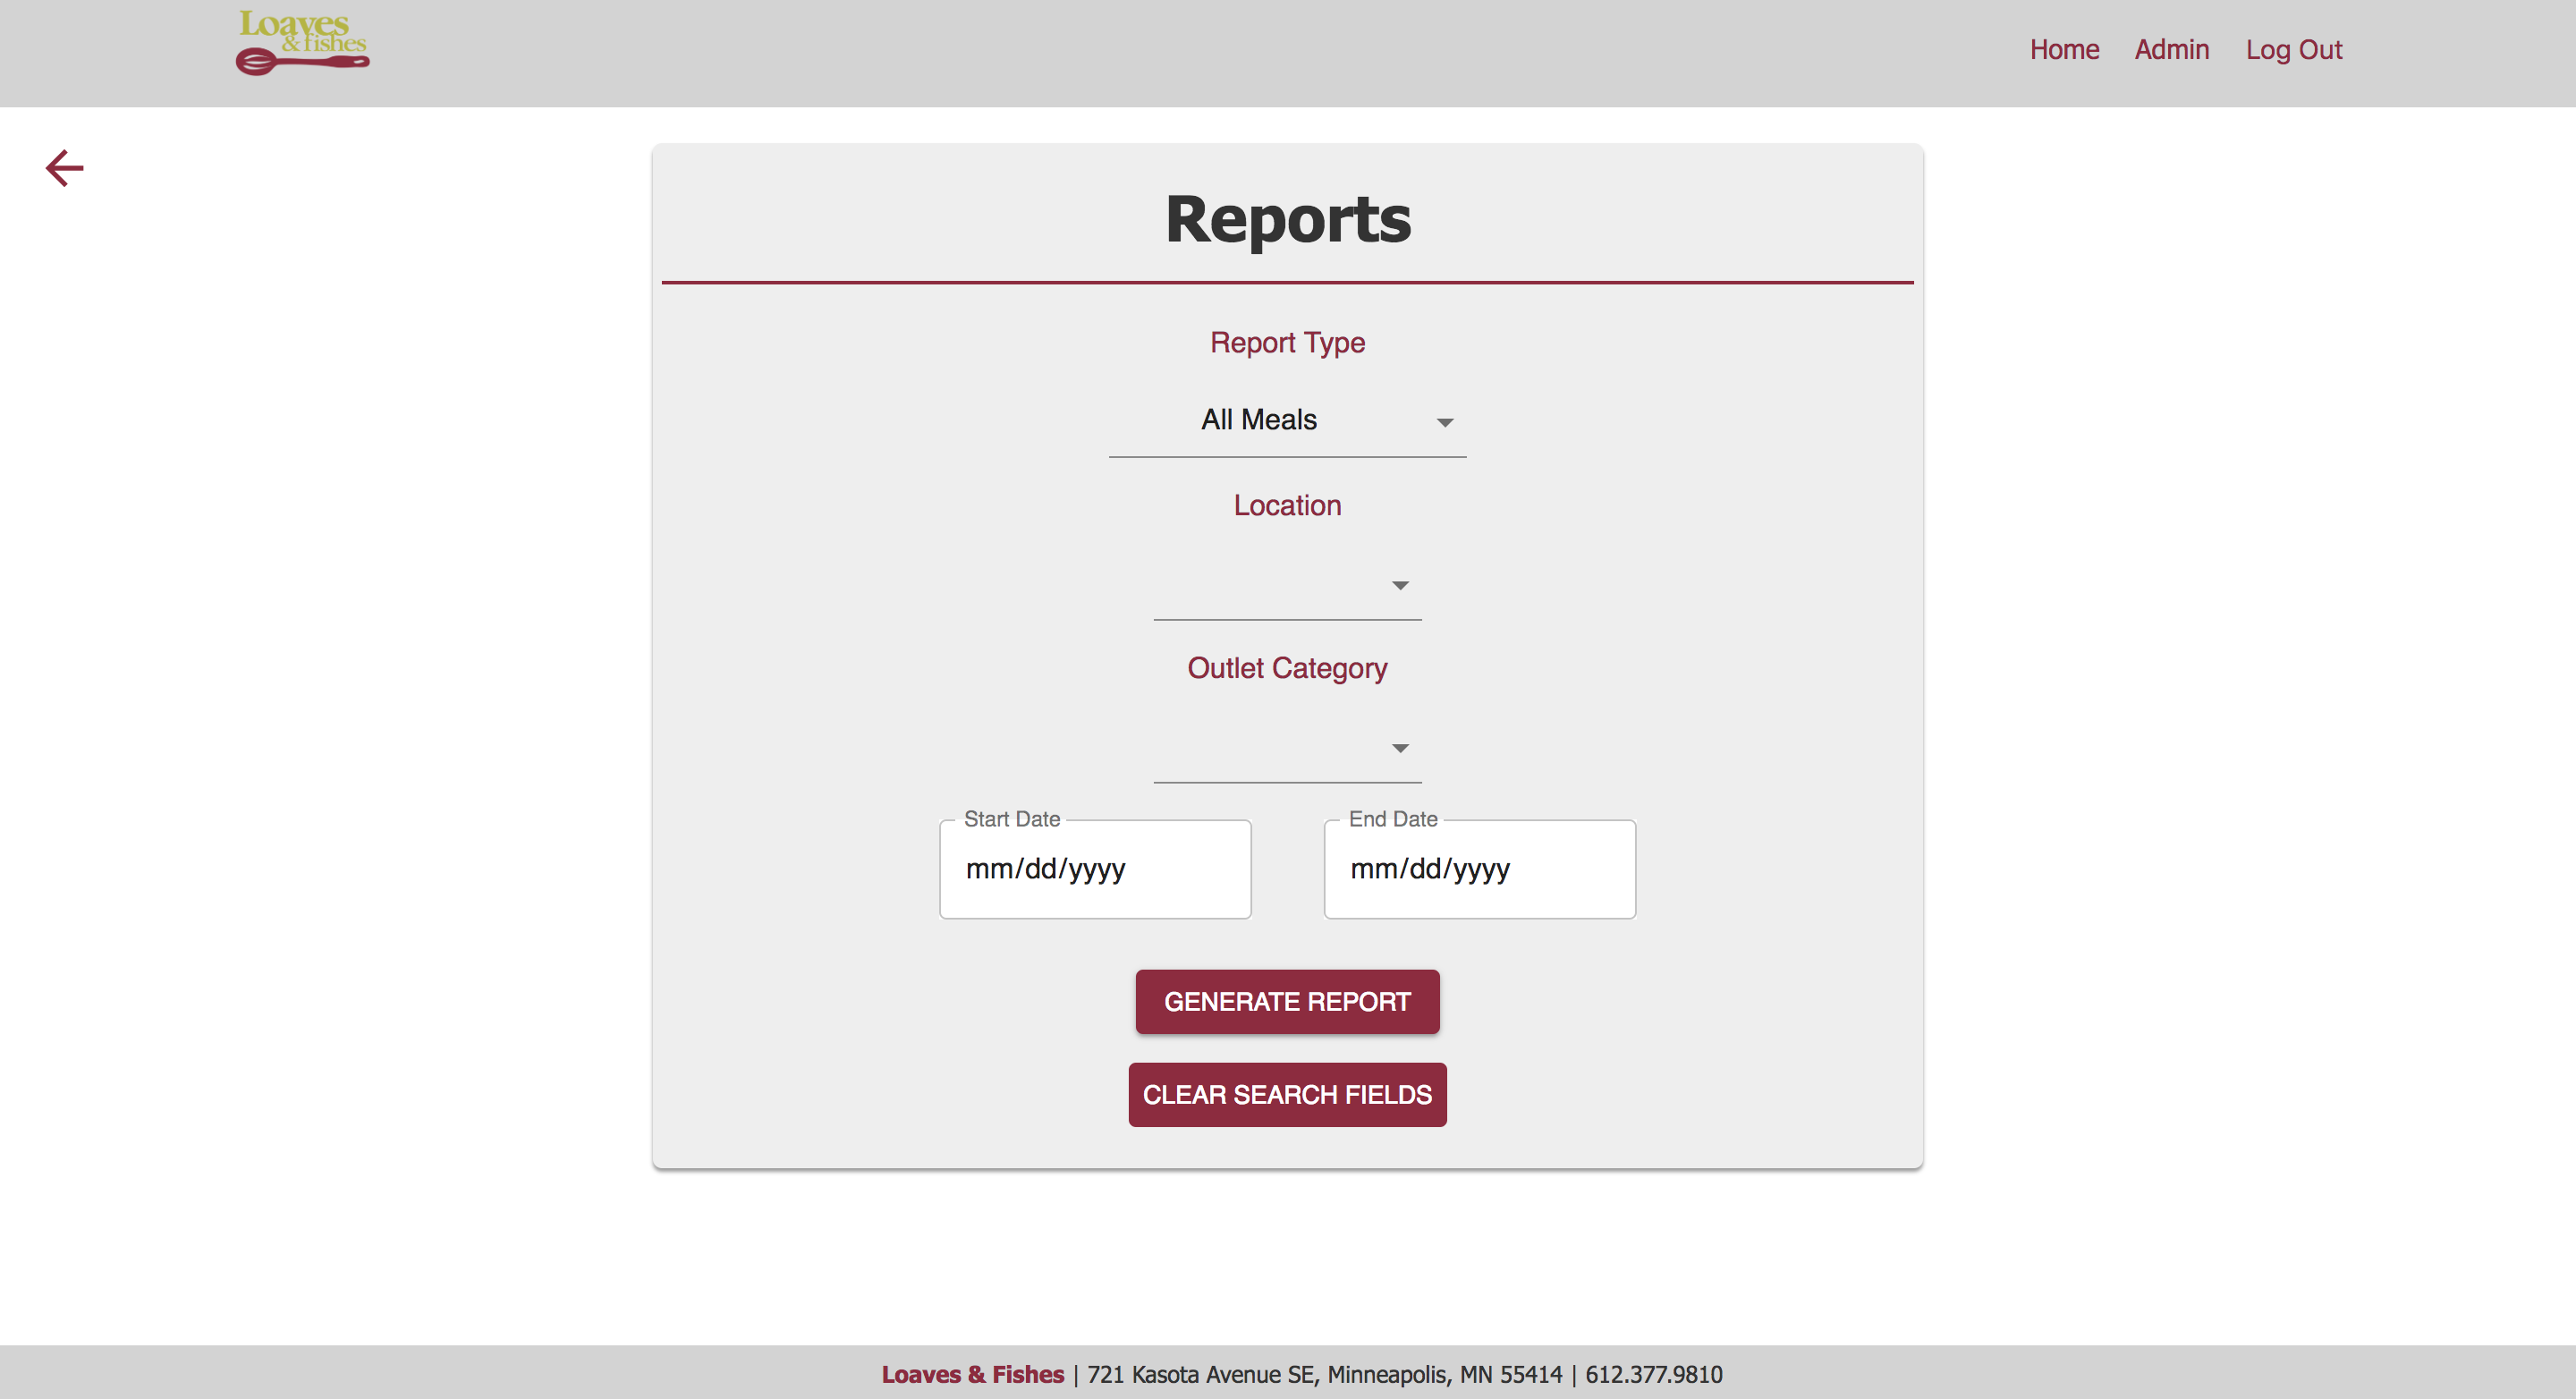 Loaves
& fishes
Home Admin Log Out
Reports
Report Type
All Meals
Location
Outlet Category
Start Date End Date
mm/dd/yyyy mm/dd/yyyy
GENERATE REPORT
CLEAR SEARCH FIELDS
Loaves & Fishes | 721 Kasota Avenue SE, Minneapolis, MN 55414 | 612.377.9810